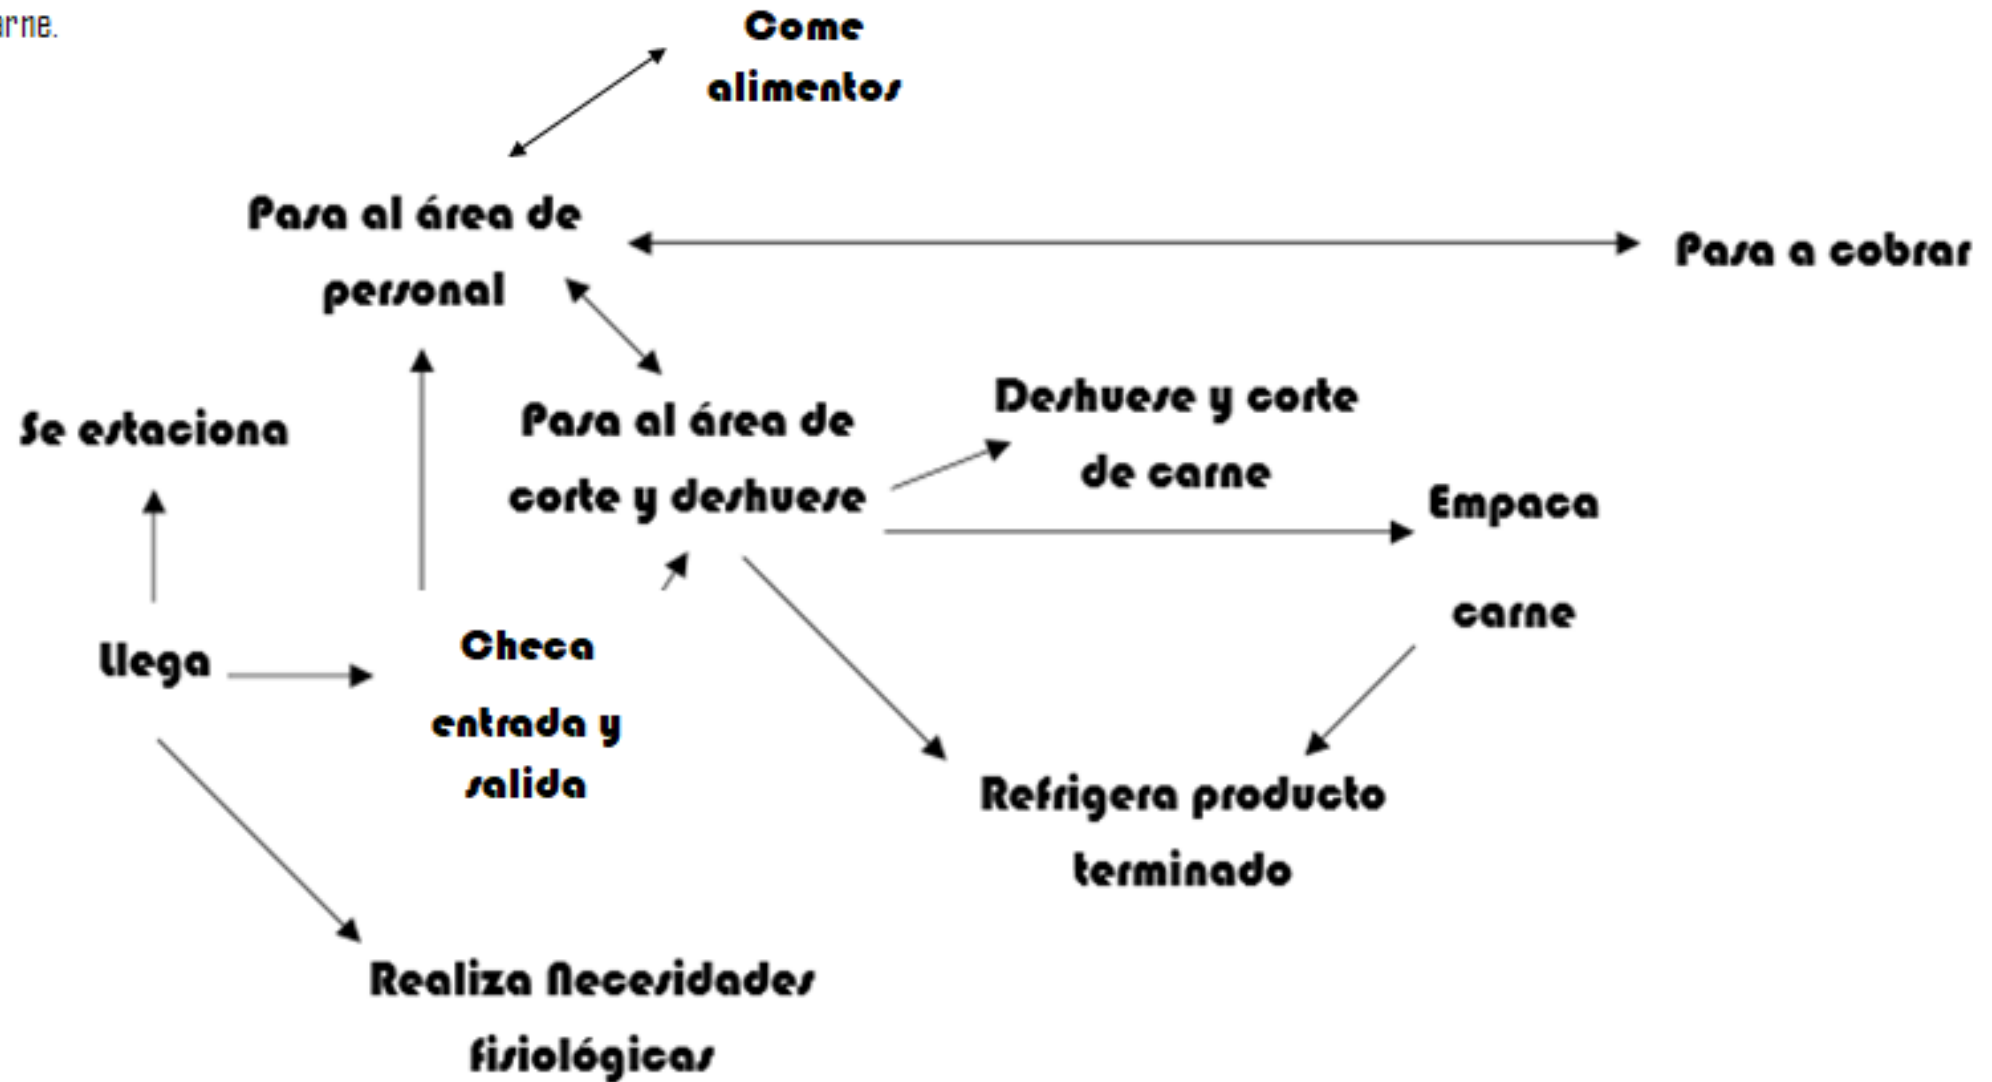 Come
alimentos
Pasa al área de
personal
Pasa a cobrar
Se estaciona
Pasa al área de
corte y deshuese
Deshuese y corte
de carne
Empaca
carne
Llega
Checa
entrada y
salida
Refrigera producto
terminado
Realiza Necesidades
fisiológicas